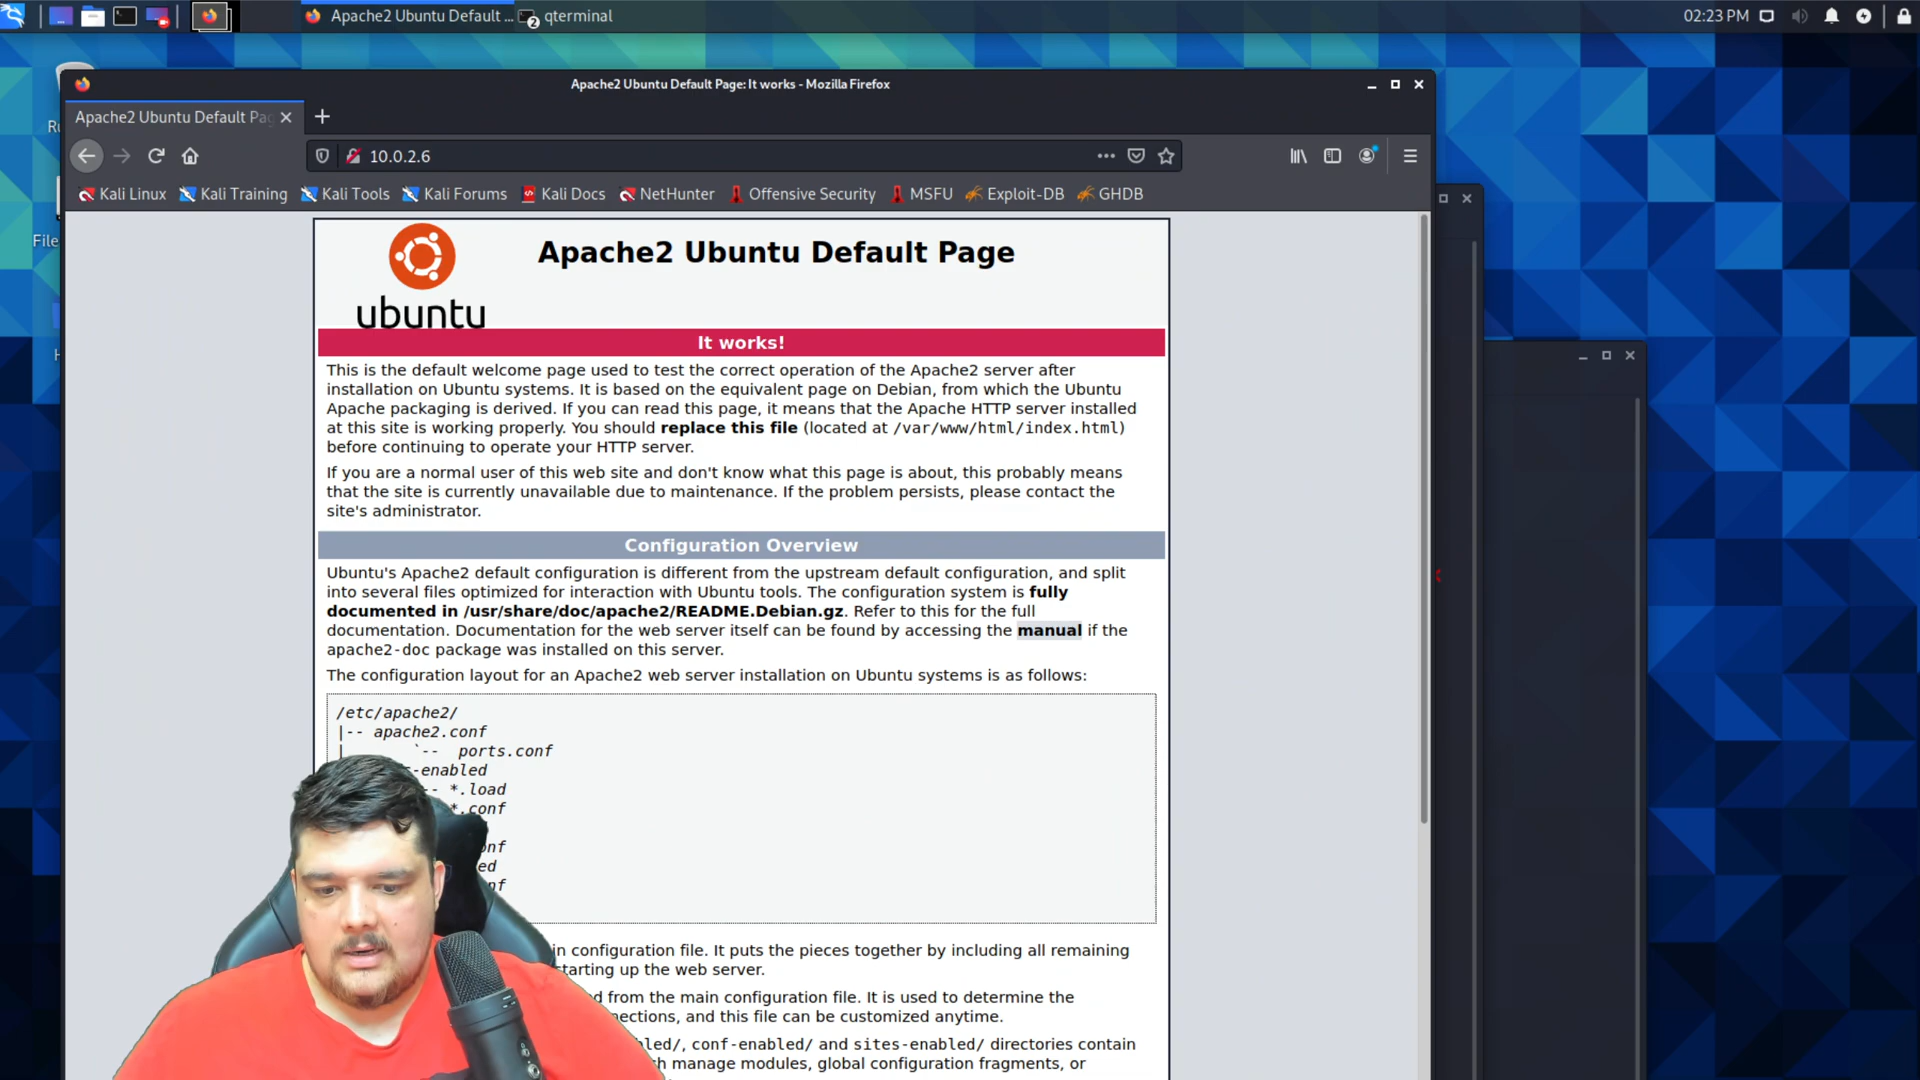 Apache2 Ubuntu Default ...
2
qterminal
02:23 PM
Apache2 Ubuntu Default Page: It works - Mozilla Firefox
Apache2 Ubuntu Default Pag
10.0.2.6
Kali Linux
Kali Training
Kali Tools
Kali Forums
Kali Docs
NetHunter
Offensive Security
MSFU
Exploit-DB
GHDB
File
ubuntu
Apache2 Ubuntu Default Page
It works!
This is the default welcome page used to test the correct operation of the Apache2 server after
installation on Ubuntu systems. It is based on the equivalent page on Debian, from which the Ubuntu
Apache packaging is derived. If you can read this page, it means that the Apache HTTP server installed
at this site is working properly. You should replace this file (located at /var/www/html/index.html)
before continuing to operate your HTTP server.
If you are a normal user of this web site and don't know what this page is about, this probably means
that the site is currently unavailable due to maintenance. If the problem persists, please contact the
site's administrator.
Configuration Overview
Ubuntu's Apache2 default configuration is different from the upstream default configuration, and split
into several files optimized for interaction with Ubuntu tools. The configuration system is fully
documented in /usr/share/doc/apache2/README.Debian.gz. Refer to this for the full
documentation. Documentation for the web server itself can be found by accessing the manual if the
apache2-doc package was installed on this server.
The configuration layout for an Apache2 web server installation on Ubuntu systems is as follows:
/etc/apache2/
|-- apache2.conf
| `-- ports.conf
s-enabled
-- *.load
*.conf
onf
ed
nf
in configuration file. It puts the pieces together by including all remaining
starting up the web server.
d from the main configuration file. It is used to determine the
nections, and this file can be customized anytime.
bled/, conf-enabled/ and sites-enabled/ directories contain
h manage modules, global configuration fragments, or